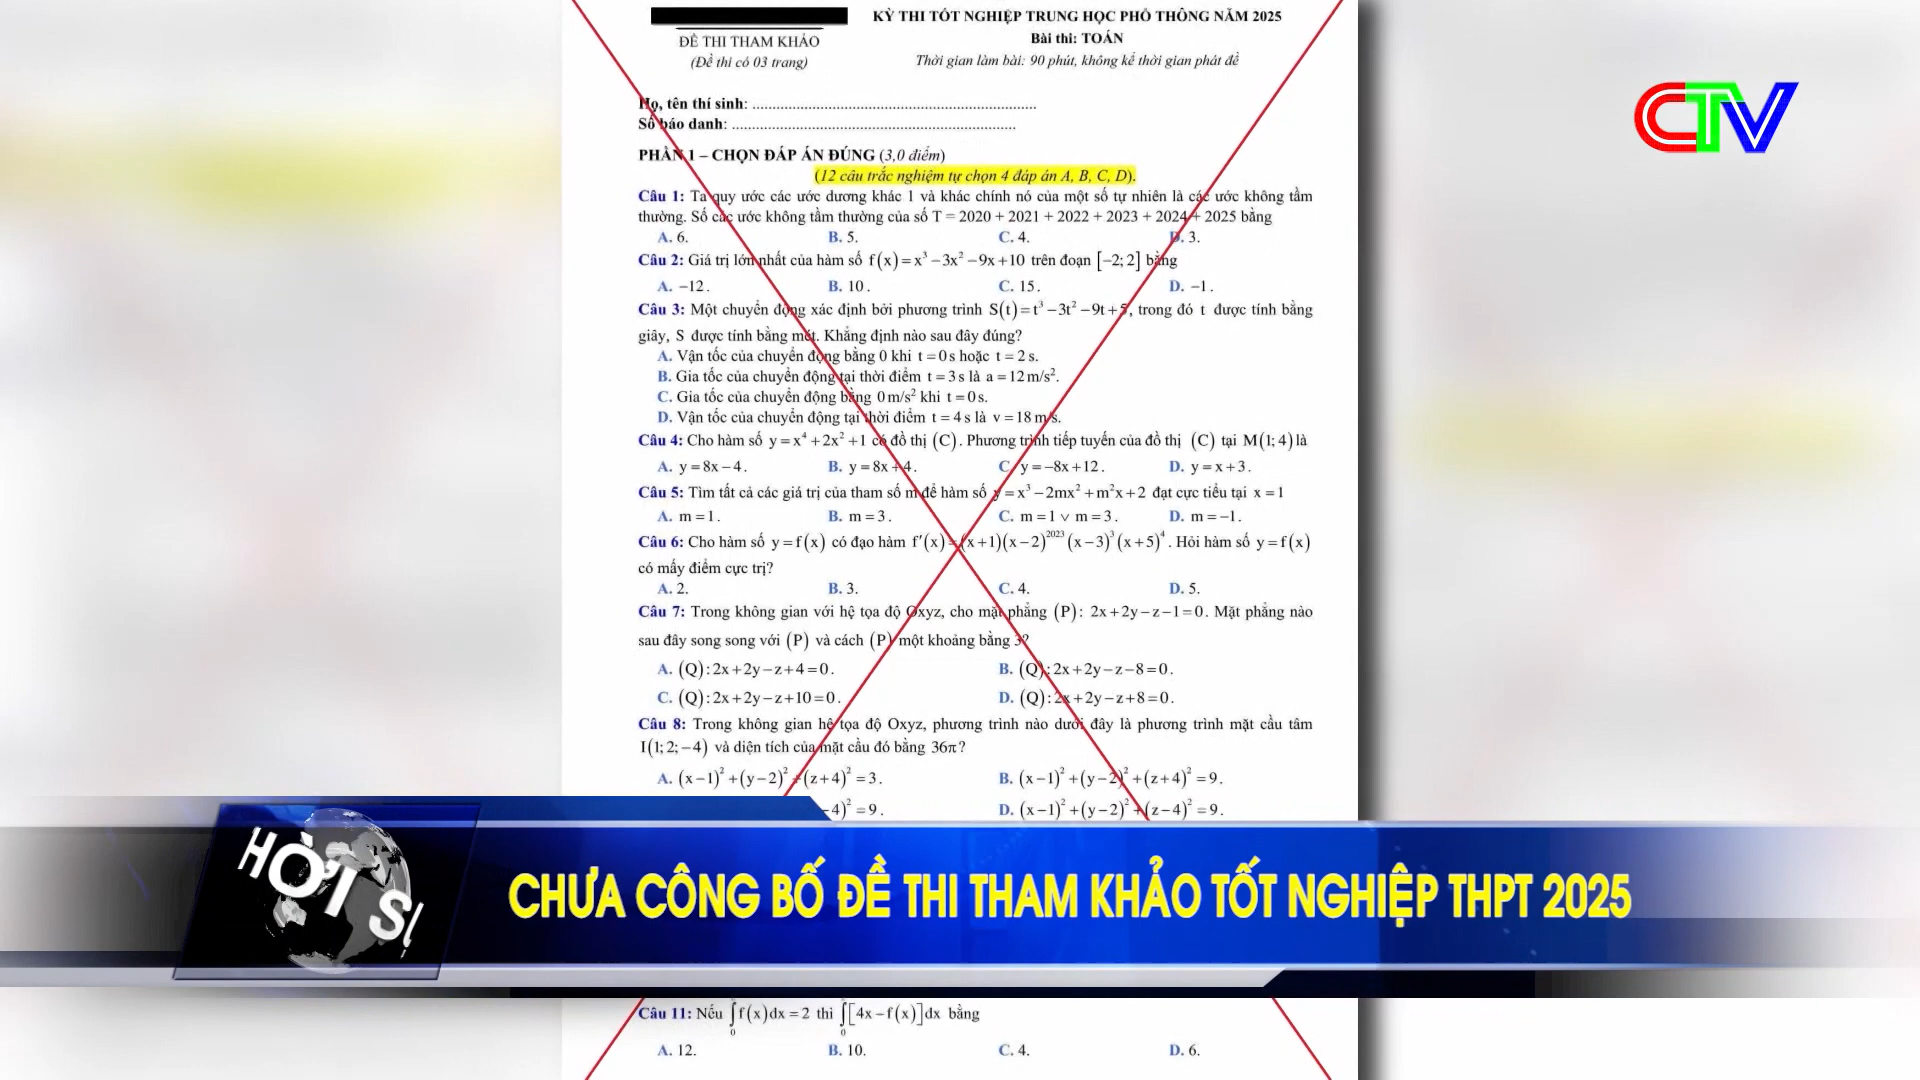 KỲ THI TỐT NGHIỆP TRUNG HỌC PHỔ THÔNG NĂM 2025
ĐỀ THI THAM KHẢO
Bài thi: TOÁN
(Đề thi có 03 trang)
Thời gian làm bài: 90 phút, không kể thời gian phát đề
CTV
Họ, tên thí sinh: ........................................................................
Số báo danh: ........................................................................
PHẦN 1 – CHỌN ĐÁP ÁN ĐÚNG (3,0 điểm)
(12 câu trắc nghiệm tự chọn 4 đáp án A, B, C, D).
Câu 1: Ta quy ước các ước dương khác 1 và khác chính nó của một số tự nhiên là các ước không tầm
thường. Số các ước không tầm thường của số T = 2020 + 2021 + 2022 + 2023 + 2024 + 2025 bằng
A. 6. B. 5. C. 4. D. 3.
Câu 2: Giá trị lớn nhất của hàm số f(x) = x³ − 3x² − 9x + 10 trên đoạn [−2; 2] bằng
A. −12. B. 10. C. 15. D. −1.
Câu 3: Một chuyển động xác định bởi phương trình S(t) = t³ − 3t² − 9t + 5, trong đó t được tính bằng
giây, S được tính bằng mét. Khẳng định nào sau đây đúng?
A. Vận tốc của chuyển động bằng 0 khi t = 0 s hoặc t = 2 s.
B. Gia tốc của chuyển động tại thời điểm t = 3 s là a = 12 m/s².
C. Gia tốc của chuyển động bằng 0 m/s² khi t = 0 s.
D. Vận tốc của chuyển động tại thời điểm t = 4 s là v = 18 m/s.
Câu 4: Cho hàm số y = x⁴ + 2x² + 1 có đồ thị (C). Phương trình tiếp tuyến của đồ thị (C) tại M(1; 4) là
A. y = 8x − 4. B. y = 8x + 4. C. y = −8x + 12. D. y = x + 3.
Câu 5: Tìm tất cả các giá trị của tham số m để hàm số y = x³ − 2mx² + m²x + 2 đạt cực tiểu tại x = 1
A. m = 1. B. m = 3. C. m = 1 ∨ m = 3. D. m = −1.
Câu 6: Cho hàm số y = f(x) có đạo hàm f′(x) = (x+1)(x−2)²⁰²³(x−3)³(x+5)⁴. Hỏi hàm số y = f(x)
có mấy điểm cực trị?
A. 2. B. 3. C. 4. D. 5.
Câu 7: Trong không gian với hệ tọa độ Oxyz, cho mặt phẳng (P): 2x + 2y − z − 1 = 0. Mặt phẳng nào
sau đây song song với (P) và cách (P) một khoảng bằng 3?
A. (Q): 2x + 2y − z + 4 = 0. B. (Q): 2x + 2y − z − 8 = 0.
C. (Q): 2x + 2y − z + 10 = 0. D. (Q): 2x + 2y − z + 8 = 0.
Câu 8: Trong không gian hệ tọa độ Oxyz, phương trình nào dưới đây là phương trình mặt cầu tâm
I(1; 2; −4) và diện tích của mặt cầu đó bằng 36π?
A. (x−1)² + (y−2)² + (z+4)² = 3. B. (x−1)² + (y−2)² + (z+4)² = 9.
−4)² = 9. D. (x−1)² + (y−2)² + (z−4)² = 9.
HỜI S
CHƯA CÔNG BỐ ĐỀ THI THAM KHẢO TỐT NGHIỆP THPT 2025
Câu 11: Nếu ∫₀ f(x)dx = 2 thì ∫₀ [4x − f(x)]dx bằng
A. 12. B. 10. C. 4. D. 6.